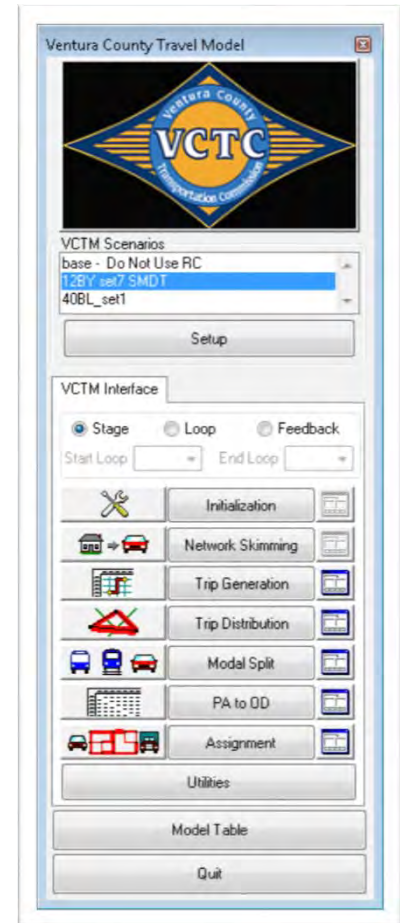 Ventura County Travel Model
Ventura County
VCTC
Transportation Commission
VCTM Scenarios
base - Do Not Use RC
12BY set7 SMDT
40BL_set1
Setup
VCTM Interface
Stage Loop Feedback
Start Loop End Loop
Initialization
Network Skimming
Trip Generation
Trip Distribution
Modal Split
PA to OD
Assignment
Utilities
Model Table
Quit